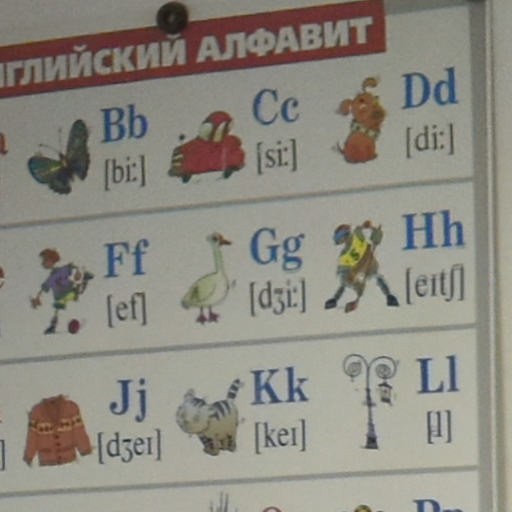 НГЛИЙСКИЙ АЛФАВИТ
Bb Cc Dd
[bi:] [si:] [di:]
Ff Gg Hh
[ef] [dʒi:] [eɪtʃ]
Jj Kk Ll
[dʒeɪ] [keɪ]